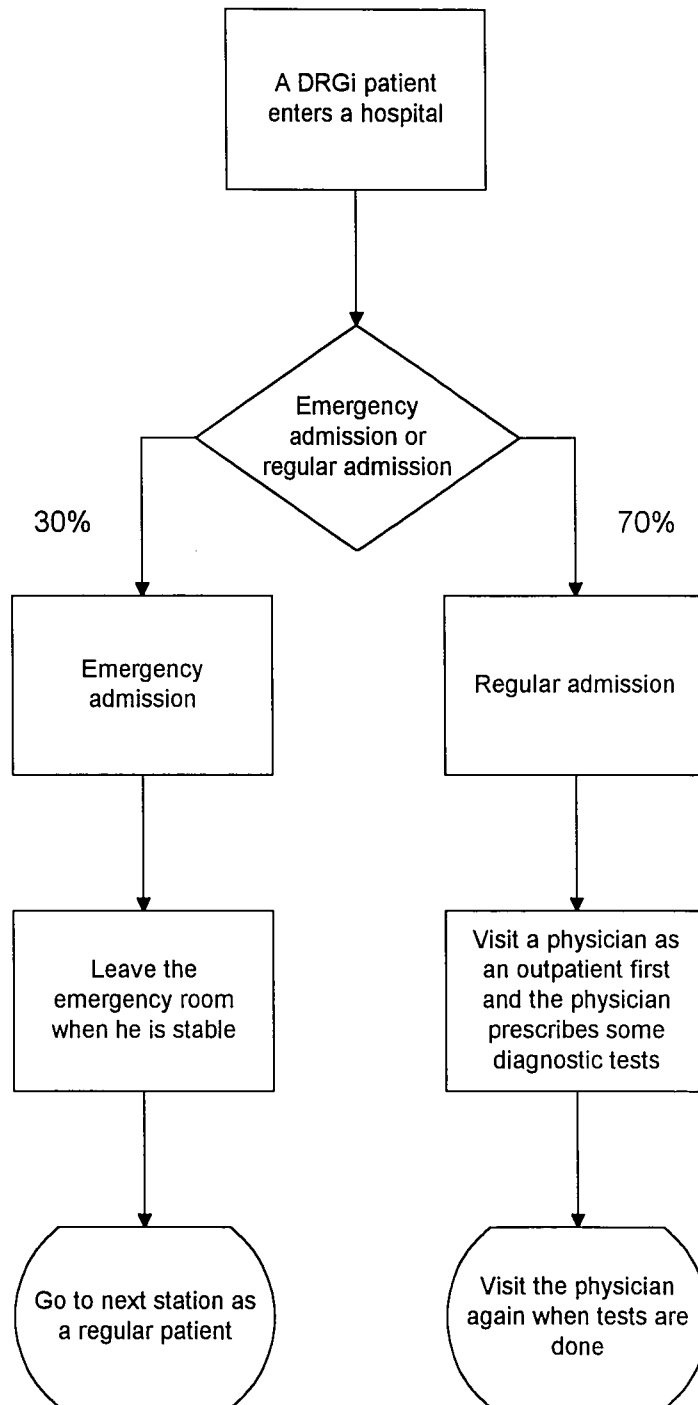 A DRGi patient
enters a hospital
Emergency
admission or
regular admission
30%
70%
Emergency
admission
Regular admission
Leave the
emergency room
when he is stable
Visit a physician as
an outpatient first
and the physician
prescribes some
diagnostic tests
Go to next station as
a regular patient
Visit the physician
again when tests are
done